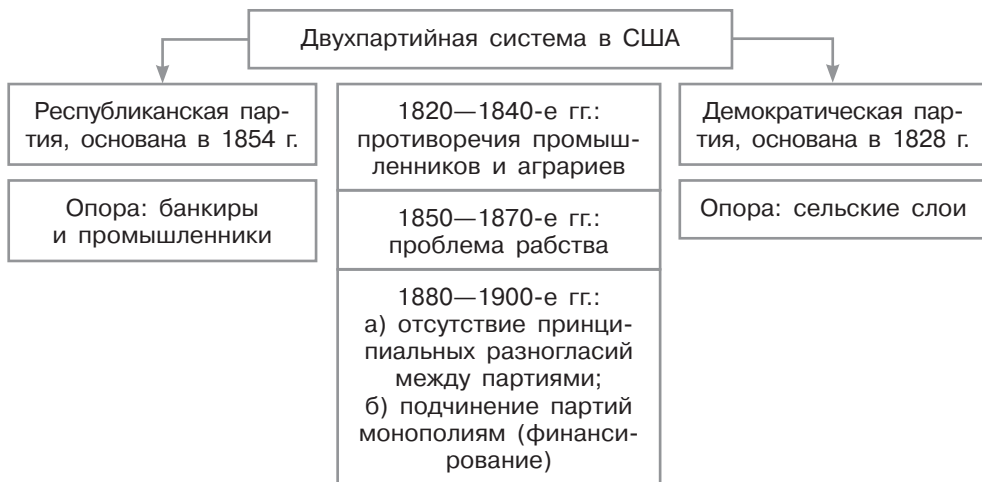 Двухпартийная система в США
Республиканская пар-
тия, основана в 1854 г.
Опора: банкиры
и промышленники
1820—1840-е гг.:
противоречия промыш-
ленников и аграриев
1850—1870-е гг.:
проблема рабства
1880—1900-е гг.:
а) отсутствие принци-
пиальных разногласий
между партиями;
б) подчинение партий
монополиям (финанси-
рование)
Демократическая пар-
тия, основана в 1828 г.
Опора: сельские слои